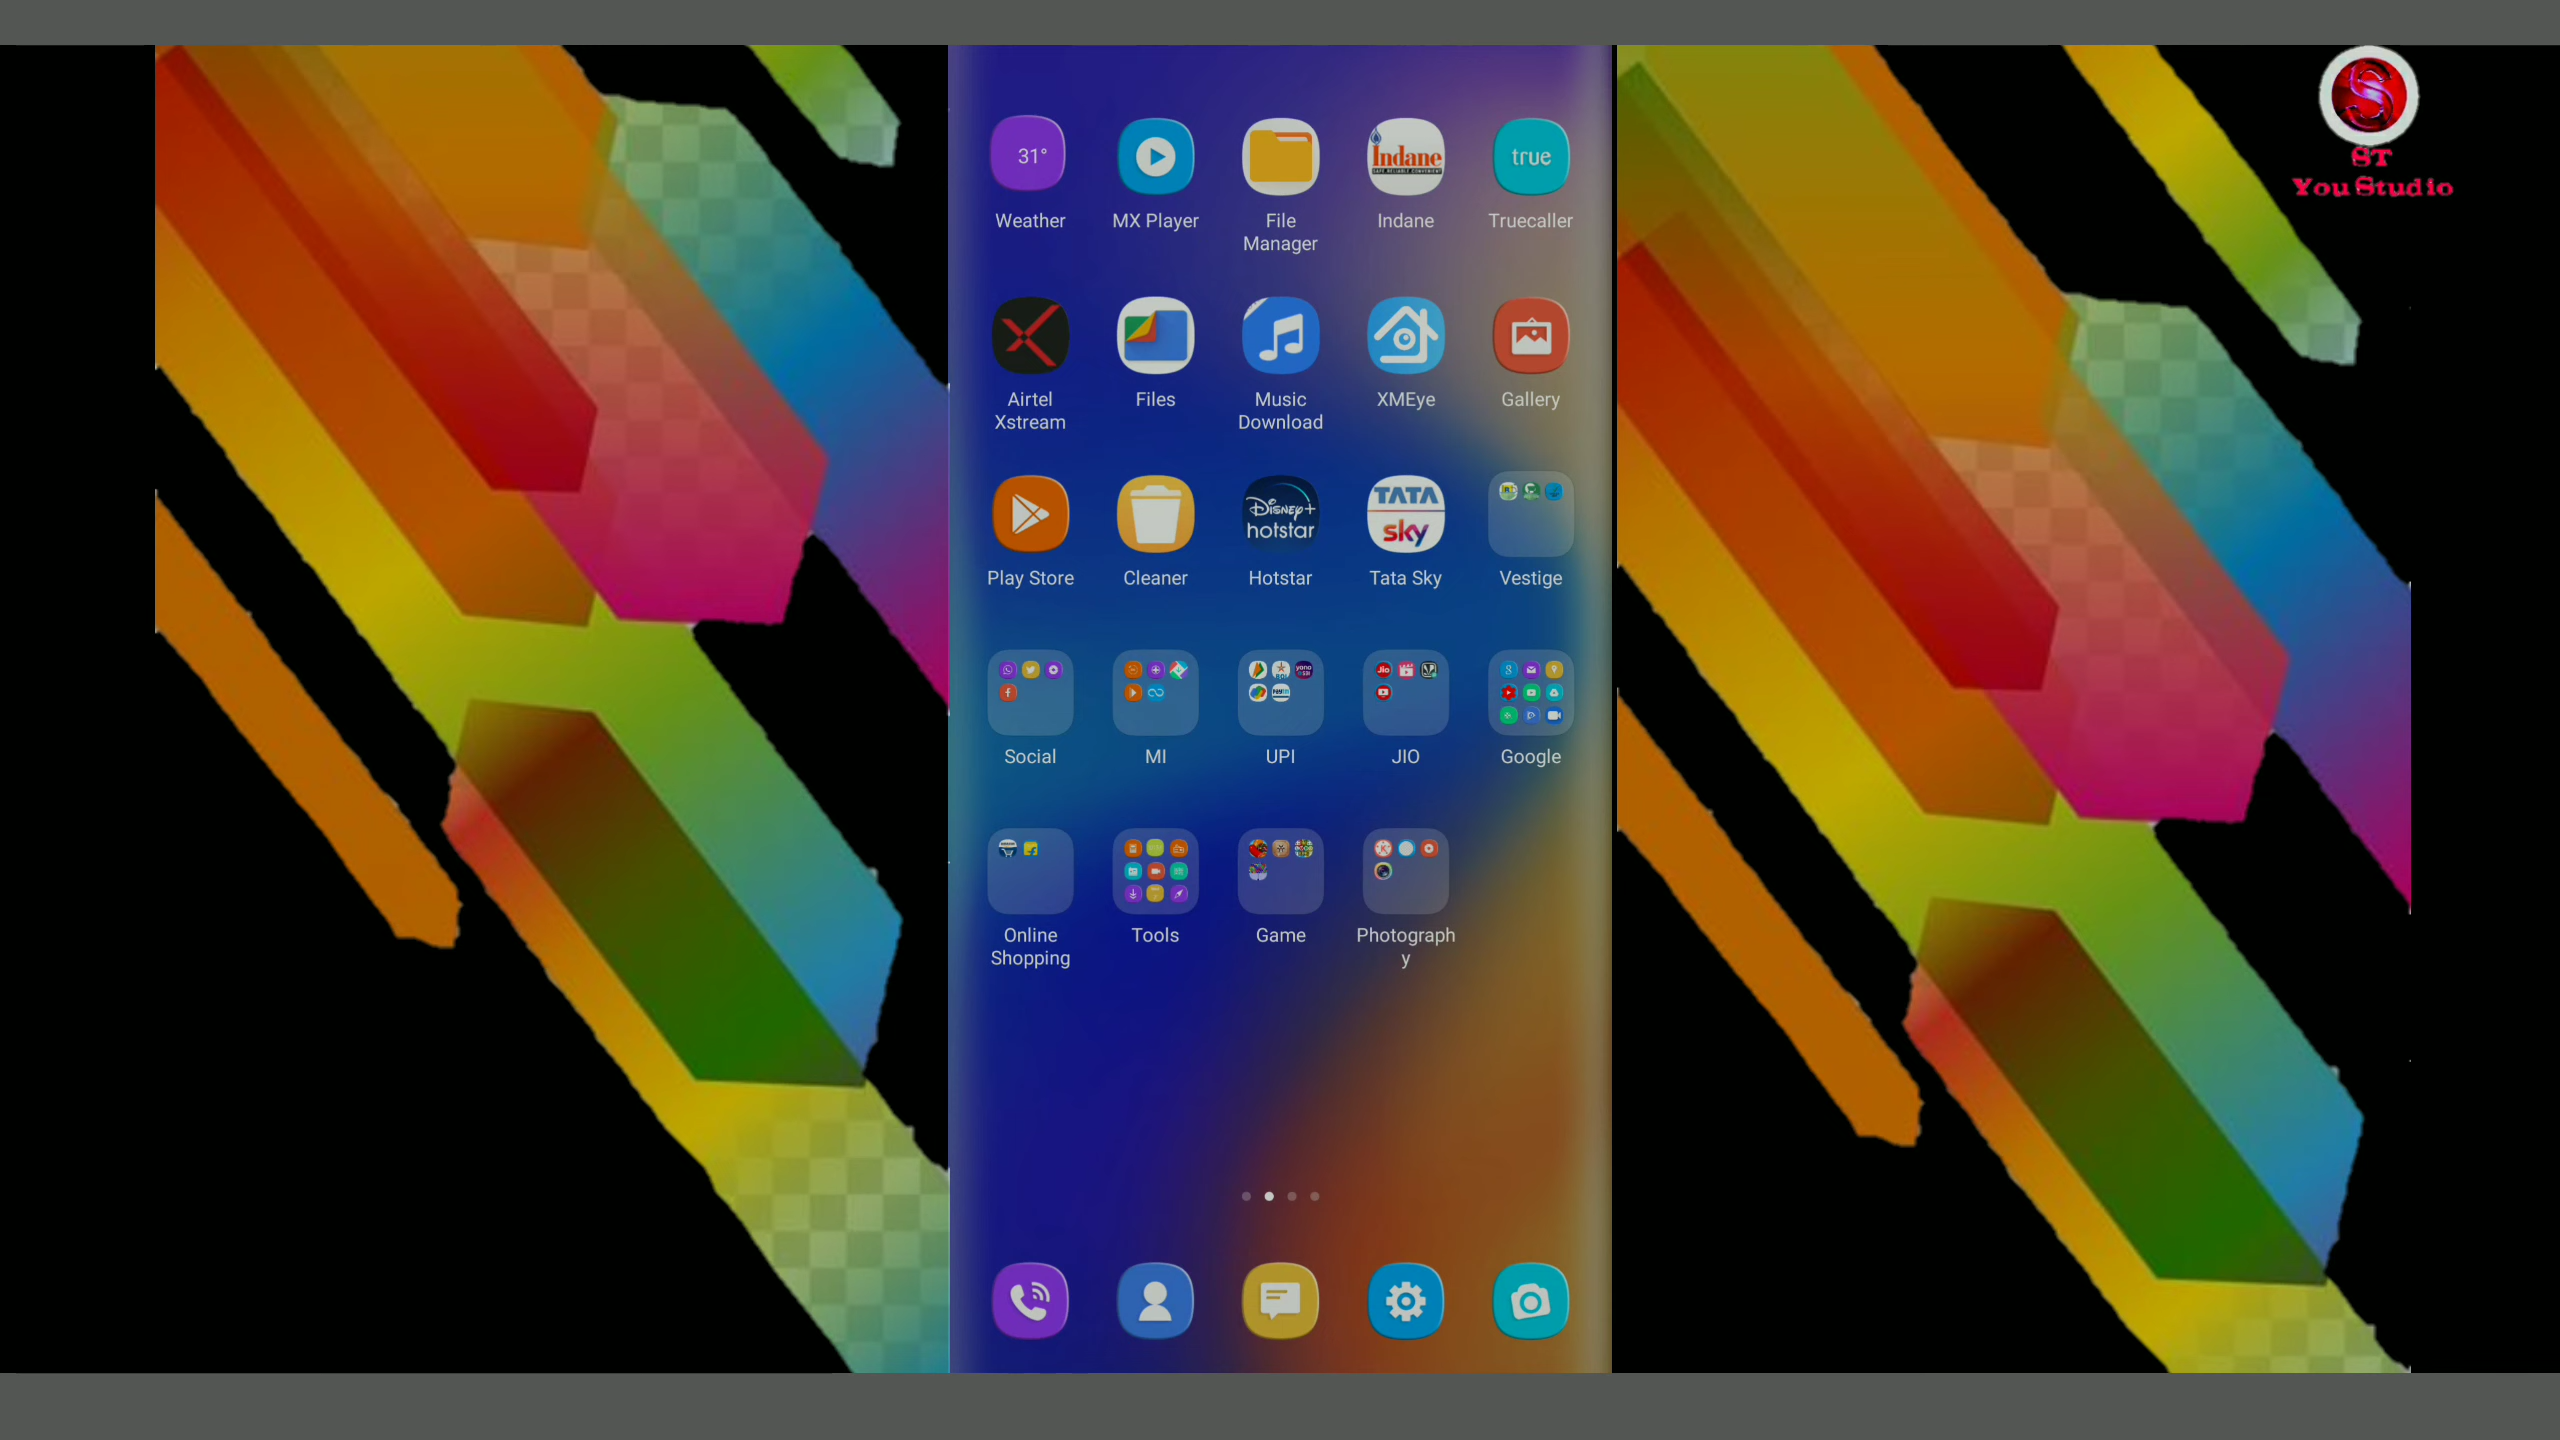 ST
You Studio
31°
Indane
true
Weather
MX Player
File
Manager
Indane
Truecaller
Airtel
Xstream
Files
Music
Download
XMEye
Gallery
Disney+
hotstar
TATA
sky
Play Store
Cleaner
Hotstar
Tata Sky
Vestige
yono
Jio
Social
MI
UPI
JIO
Google
Online
Shopping
Tools
Game
Photograph
y